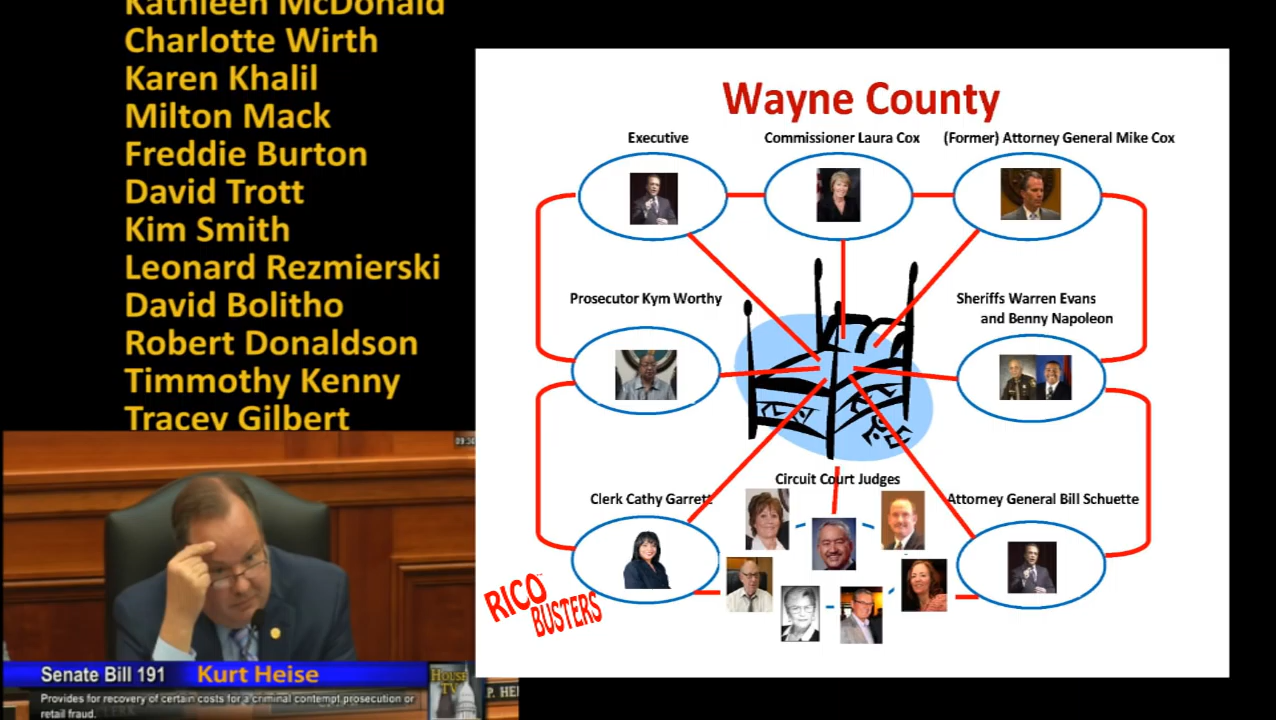 Kathleen McDonald
Charlotte Wirth
Karen Khalil
Milton Mack
Freddie Burton
David Trott
Kim Smith
Leonard Rezmierski
David Bolitho
Robert Donaldson
Timmothy Kenny
Tracey Gilbert
Wayne County
Executive
Commissioner Laura Cox
(Former) Attorney General Mike Cox
Prosecutor Kym Worthy
Sheriffs Warren Evans
and Benny Napoleon
Clerk Cathy Garrett
Circuit Court Judges
Attorney General Bill Schuette
RICO
BUSTERS
Senate Bill 191 Kurt Heise
Provides for recovery of certain costs for a criminal contempt prosecution or
retail fraud.
HOUSE
TV